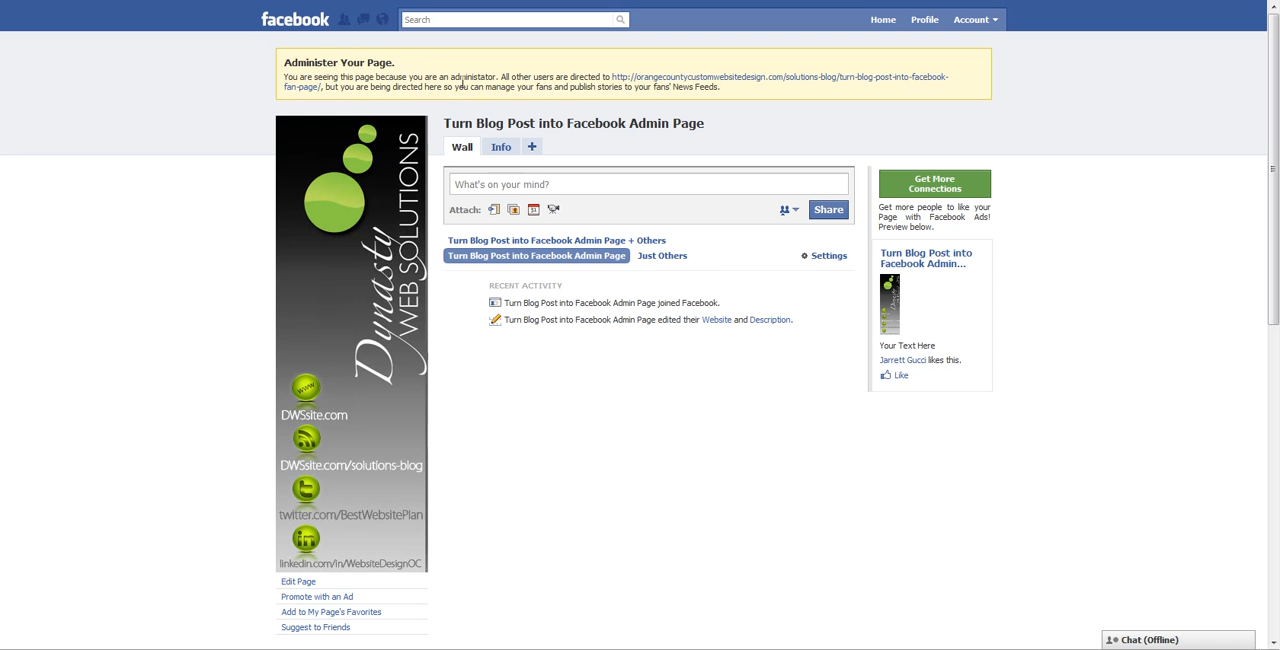 facebook
Search
Home Profile Account
Administer Your Page.
You are seeing this page because you are an administator. All other users are directed to http://orangecountycustomwebsitedesign.com/solutions-blog/turn-blog-post-into-facebook-
fan-page/, but you are being directed here so you can manage your fans and publish stories to your fans' News Feeds.
Dynasty
WEB SOLUTIONS
www
DWSsite.com
DWSsite.com/solutions-blog
t
twitter.com/BestWebsitePlan
in
linkedin.com/in/WebsiteDesignOC
Edit Page
Promote with an Ad
Add to My Page's Favorites
Suggest to Friends
Turn Blog Post into Facebook Admin Page
Wall Info +
What's on your mind?
Attach: 31 Share
Turn Blog Post into Facebook Admin Page + Others
Turn Blog Post into Facebook Admin Page Just Others Settings
RECENT ACTIVITY
Turn Blog Post into Facebook Admin Page joined Facebook.
Turn Blog Post into Facebook Admin Page edited their Website and Description.
Get More
Connections
Get more people to like your
Page with Facebook Ads!
Preview below.
Turn Blog Post into
Facebook Admin...
Your Text Here
Jarrett Gucci likes this.
Like
Chat (Offline)